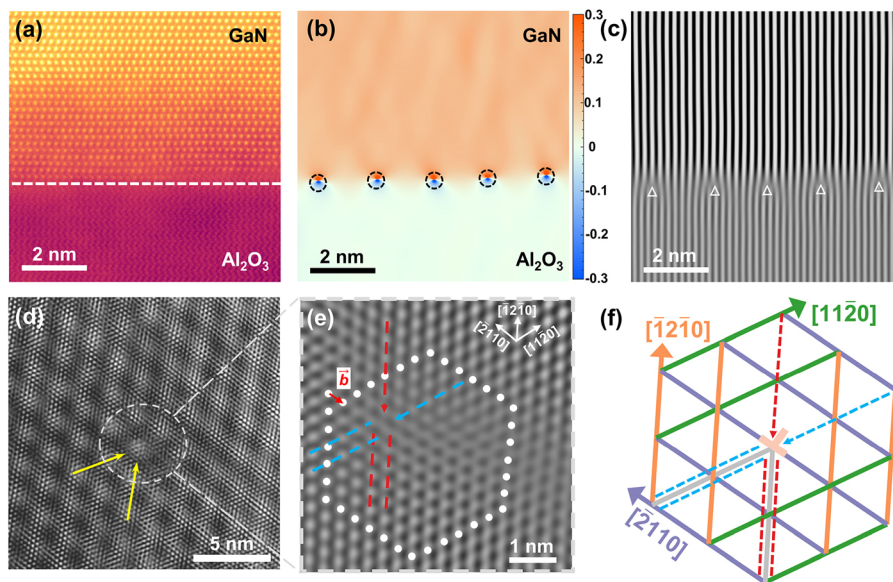 (a)
GaN
2 nm
Al₂O₃
(b)
GaN
2 nm
Al₂O₃
0.3
0.2
0.1
0
-0.1
-0.2
-0.3
(c)
2 nm
(d)
5 nm
(e)
[1̄21̄0]
[2̄110]
[112̄0]
b⃗
1 nm
(f)
[1̄21̄0]
[112̄0]
[2̄110]